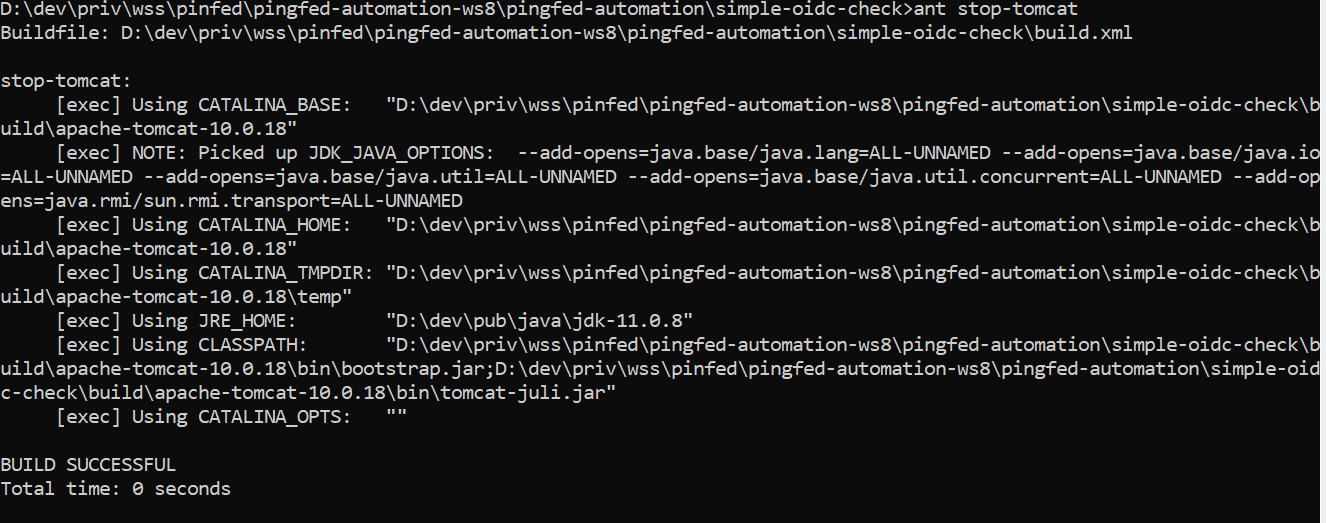 D:\dev\priv\wss\pinfed\pingfed-automation-ws8\pingfed-automation\simple-oidc-check>ant stop-tomcat
Buildfile: D:\dev\priv\wss\pinfed\pingfed-automation-ws8\pingfed-automation\simple-oidc-check\build.xml
stop-tomcat:
[exec] Using CATALINA_BASE:   "D:\dev\priv\wss\pinfed\pingfed-automation-ws8\pingfed-automation\simple-oidc-check\b
uild\apache-tomcat-10.0.18"
[exec] NOTE: Picked up JDK_JAVA_OPTIONS:  --add-opens=java.base/java.lang=ALL-UNNAMED --add-opens=java.base/java.io
=ALL-UNNAMED --add-opens=java.base/java.util=ALL-UNNAMED --add-opens=java.base/java.util.concurrent=ALL-UNNAMED --add-op
ens=java.rmi/sun.rmi.transport=ALL-UNNAMED
[exec] Using CATALINA_HOME:   "D:\dev\priv\wss\pinfed\pingfed-automation-ws8\pingfed-automation\simple-oidc-check\b
uild\apache-tomcat-10.0.18"
[exec] Using CATALINA_TMPDIR: "D:\dev\priv\wss\pinfed\pingfed-automation-ws8\pingfed-automation\simple-oidc-check\b
uild\apache-tomcat-10.0.18\temp"
[exec] Using JRE_HOME:        "D:\dev\pub\java\jdk-11.0.8"
[exec] Using CLASSPATH:       "D:\dev\priv\wss\pinfed\pingfed-automation-ws8\pingfed-automation\simple-oidc-check\b
uild\apache-tomcat-10.0.18\bin\bootstrap.jar;D:\dev\priv\wss\pinfed\pingfed-automation-ws8\pingfed-automation\simple-oid
c-check\build\apache-tomcat-10.0.18\bin\tomcat-juli.jar"
[exec] Using CATALINA_OPTS:   ""
BUILD SUCCESSFUL
Total time: 0 seconds